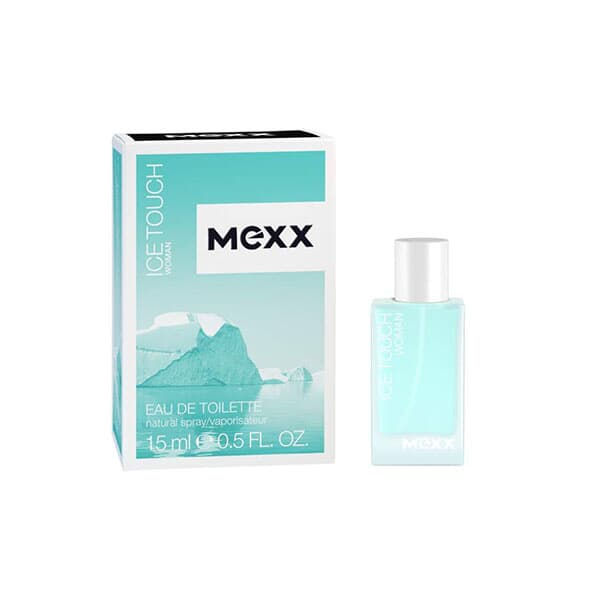 MEXX
ICE TOUCH
WOMAN
MEXX
EAU DE TOILETTE
natural spray/vaporisateur
15 ml ℮ 0.5 FL. OZ.
ICE TOUCH
WOMAN
MEXX